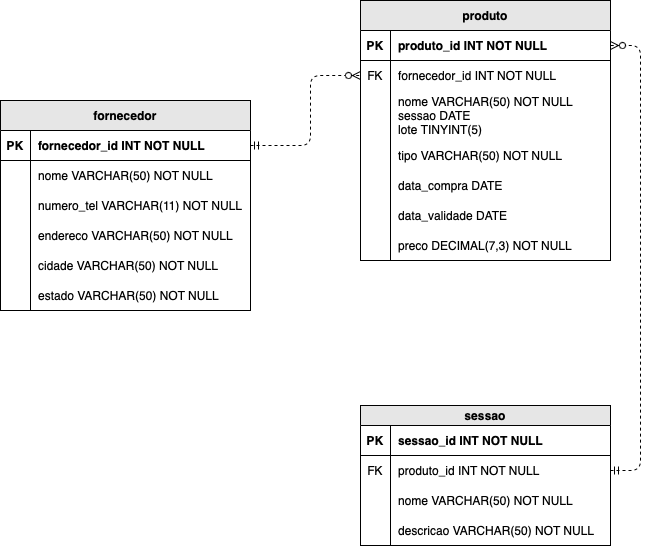 produto
PK produto_id INT NOT NULL
FK fornecedor_id INT NOT NULL
nome VARCHAR(50) NOT NULL
sessao DATE
lote TINYINT(5)
tipo VARCHAR(50) NOT NULL
data_compra DATE
data_validade DATE
preco DECIMAL(7,3) NOT NULL
fornecedor
PK fornecedor_id INT NOT NULL
nome VARCHAR(50) NOT NULL
numero_tel VARCHAR(11) NOT NULL
endereco VARCHAR(50) NOT NULL
cidade VARCHAR(50) NOT NULL
estado VARCHAR(50) NOT NULL
sessao
PK sessao_id INT NOT NULL
FK produto_id INT NOT NULL
nome VARCHAR(50) NOT NULL
descricao VARCHAR(50) NOT NULL